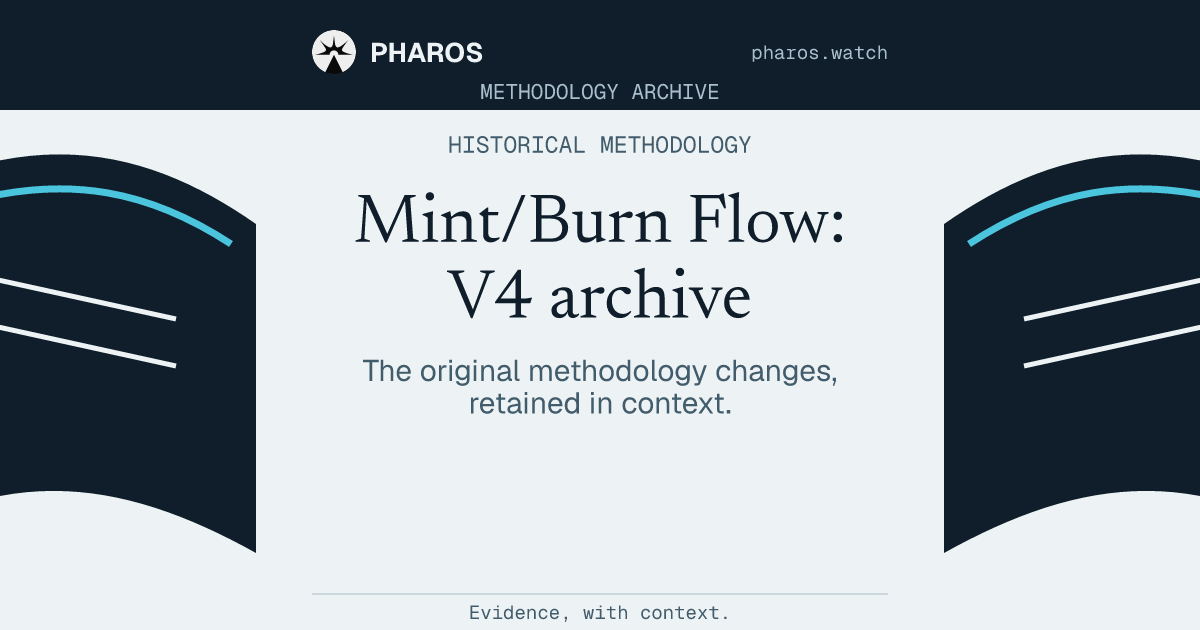 PHAROS
pharos.watch
METHODOLOGY ARCHIVE
HISTORICAL METHODOLOGY
Mint/Burn Flow:
V4 archive
The original methodology changes,
retained in context.
Evidence, with context.